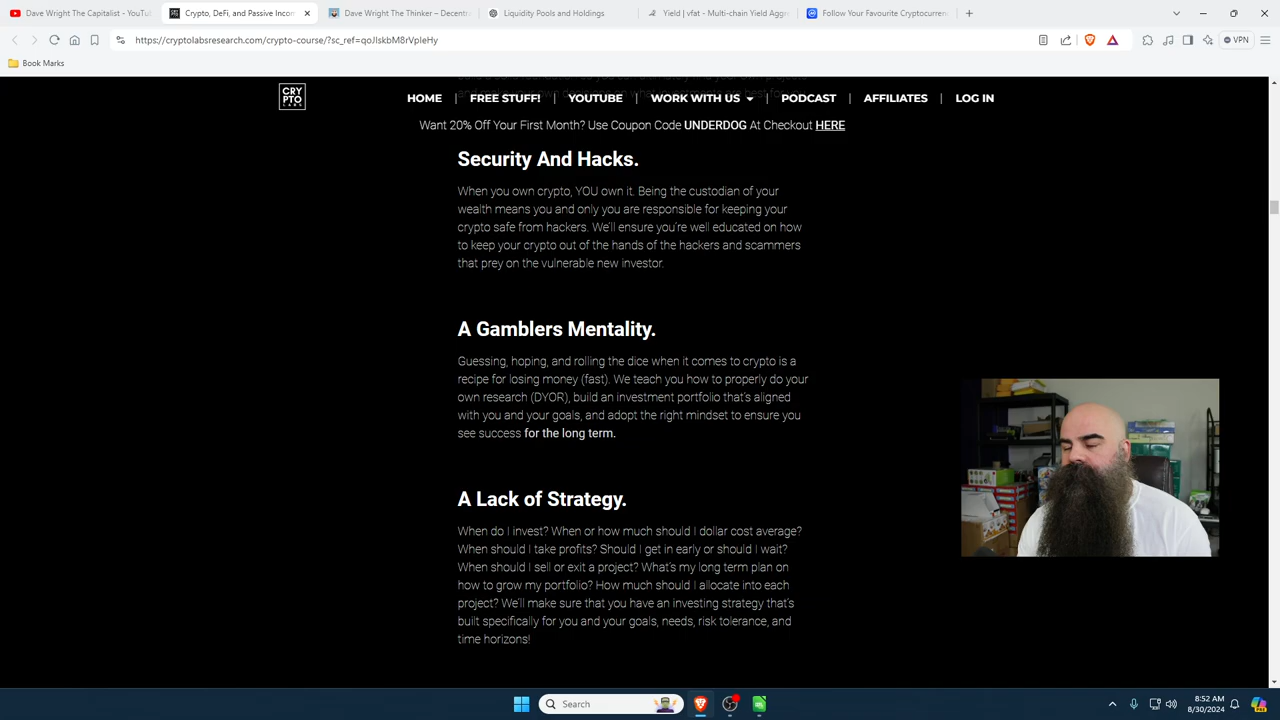 Dave Wright The Capitalist - YouTu
Crypto, DeFi, and Passive Incom
Dave Wright The Thinker – Decentra
Liquidity Pools and Holdings
Yield | vfat - Multi-chain Yield Aggre
Follow Your Favourite Cryptocurrenc
https://cryptolabsresearch.com/crypto-course/?sc_ref=qoJlskbM8rVpleHy
VPN
Book Marks
CRY
PTO
LABS
HOME | FREE STUFF! | YOUTUBE | WORK WITH US | PODCAST | AFFILIATES | LOG IN
Want 20% Off Your First Month? Use Coupon Code UNDERDOG At Checkout HERE
Security And Hacks.
When you own crypto, YOU own it. Being the custodian of your
wealth means you and only you are responsible for keeping your
crypto safe from hackers. We'll ensure you're well educated on how
to keep your crypto out of the hands of the hackers and scammers
that prey on the vulnerable new investor.
A Gamblers Mentality.
Guessing, hoping, and rolling the dice when it comes to crypto is a
recipe for losing money (fast). We teach you how to properly do your
own research (DYOR), build an investment portfolio that's aligned
with you and your goals, and adopt the right mindset to ensure you
see success for the long term.
A Lack of Strategy.
When do I invest? When or how much should I dollar cost average?
When should I take profits? Should I get in early or should I wait?
When should I sell or exit a project? What's my long term plan on
how to grow my portfolio? How much should I allocate into each
project? We'll make sure that you have an investing strategy that's
built specifically for you and your goals, needs, risk tolerance, and
time horizons!
Search
8:52 AM
8/30/2024